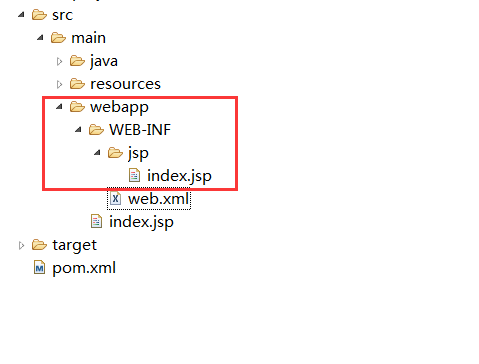 src
main
java
resources
webapp
WEB-INF
jsp
index.jsp
web.xml
index.jsp
target
pom.xml